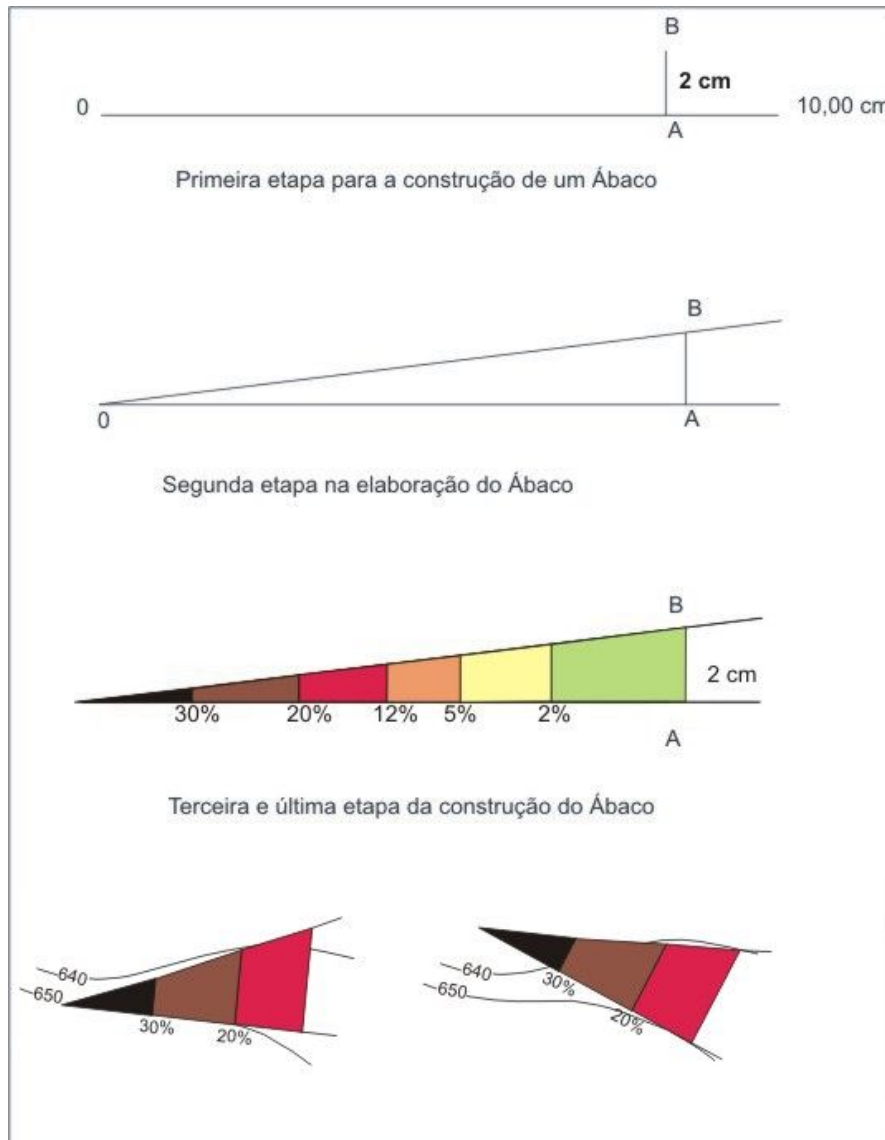 B
2 cm
0
10,00 cm
A
Primeira etapa para a construção de um Ábaco
B
0
A
Segunda etapa na elaboração do Ábaco
B
2 cm
30% 20% 12% 5% 2%
A
Terceira e última etapa da construção do Ábaco
640
650
30%
20%
640
650
30%
20%